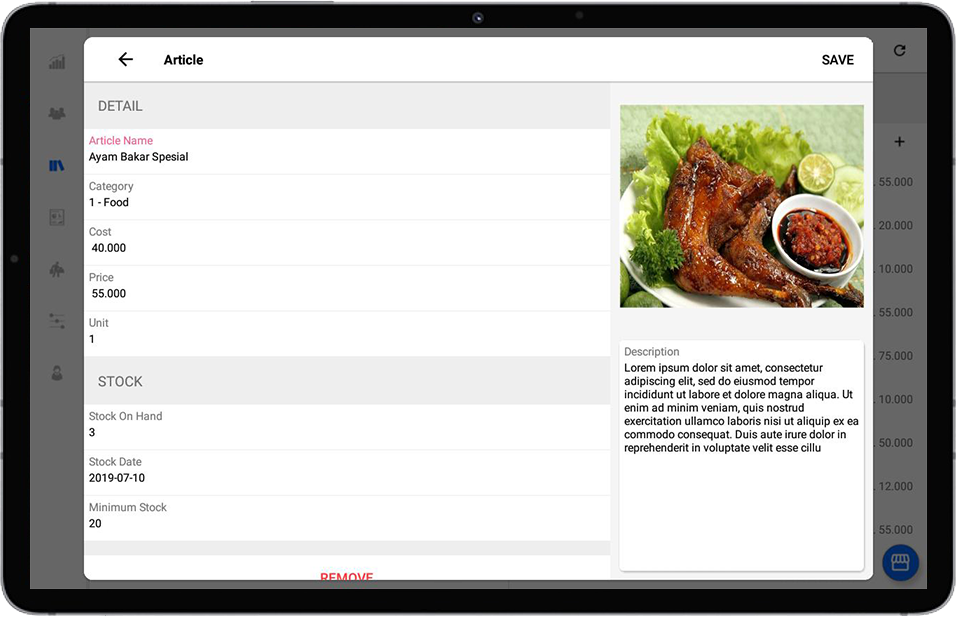 Article
SAVE
DETAIL
Article Name
Ayam Bakar Spesial
Category
1 - Food
Cost
40.000
Price
55.000
Unit
1
STOCK
Stock On Hand
3
Stock Date
2019-07-10
Minimum Stock
20
REMOVE
Description
Lorem ipsum dolor sit amet, consectetur
adipiscing elit, sed do eiusmod tempor
incididunt ut labore et dolore magna aliqua. Ut
enim ad minim veniam, quis nostrud
exercitation ullamco laboris nisi ut aliquip ex ea
commodo consequat. Duis aute irure dolor in
reprehenderit in voluptate velit esse cillu
+
. 55.000
. 20.000
. 10.000
. 55.000
. 75.000
. 10.000
. 50.000
. 12.000
. 55.000